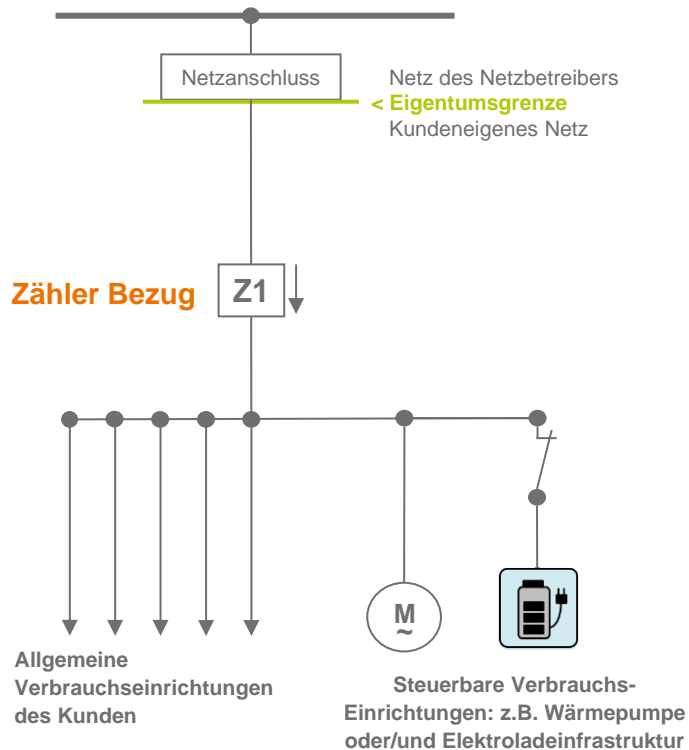 Netzanschluss
Netz des Netzbetreibers
< Eigentumsgrenze
Kundeneigenes Netz
Zähler Bezug
Z1
M
~
Allgemeine
Verbrauchseinrichtungen
des Kunden
Steuerbare Verbrauchs-
Einrichtungen: z.B. Wärmepumpe
oder/und Elektroladeinfrastruktur